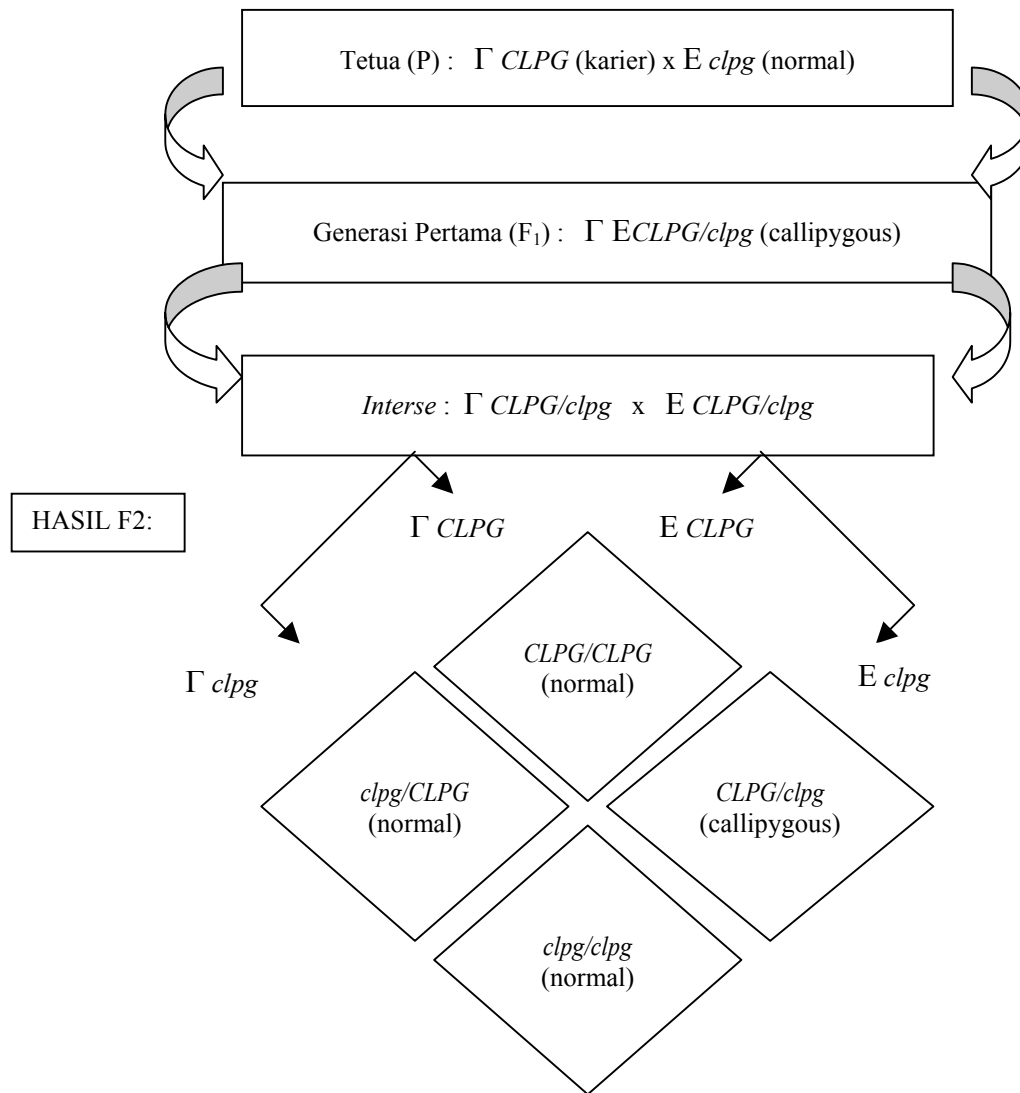 Tetua (P) : Γ CLPG (karier) x E clpg (normal)
Generasi Pertama (F₁) : Γ ECLPG/clpg (callipygous)
Interse : Γ CLPG/clpg x E CLPG/clpg
HASIL F2:
Γ CLPG
E CLPG
Γ clpg
E clpg
CLPG/CLPG
(normal)
clpg/CLPG
(normal)
CLPG/clpg
(callipygous)
clpg/clpg
(normal)